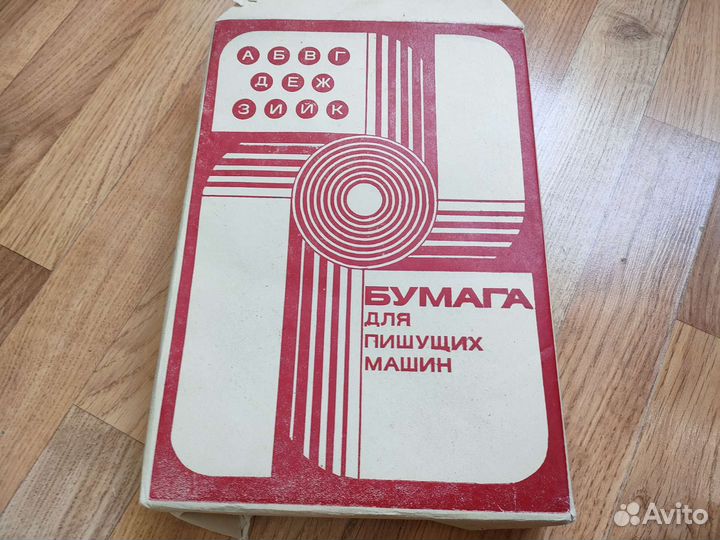 А Б В Г
Д Е Ж
З И Й К
БУМАГА
ДЛЯ
ПИШУЩИХ
МАШИН
Avito